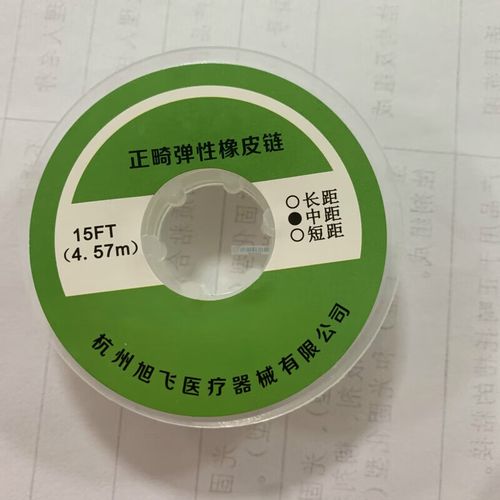 正畸弹性橡皮链
15FT
(4.57m)
○长距
●中距
○短距
杭州旭飞医疗器械有限公司